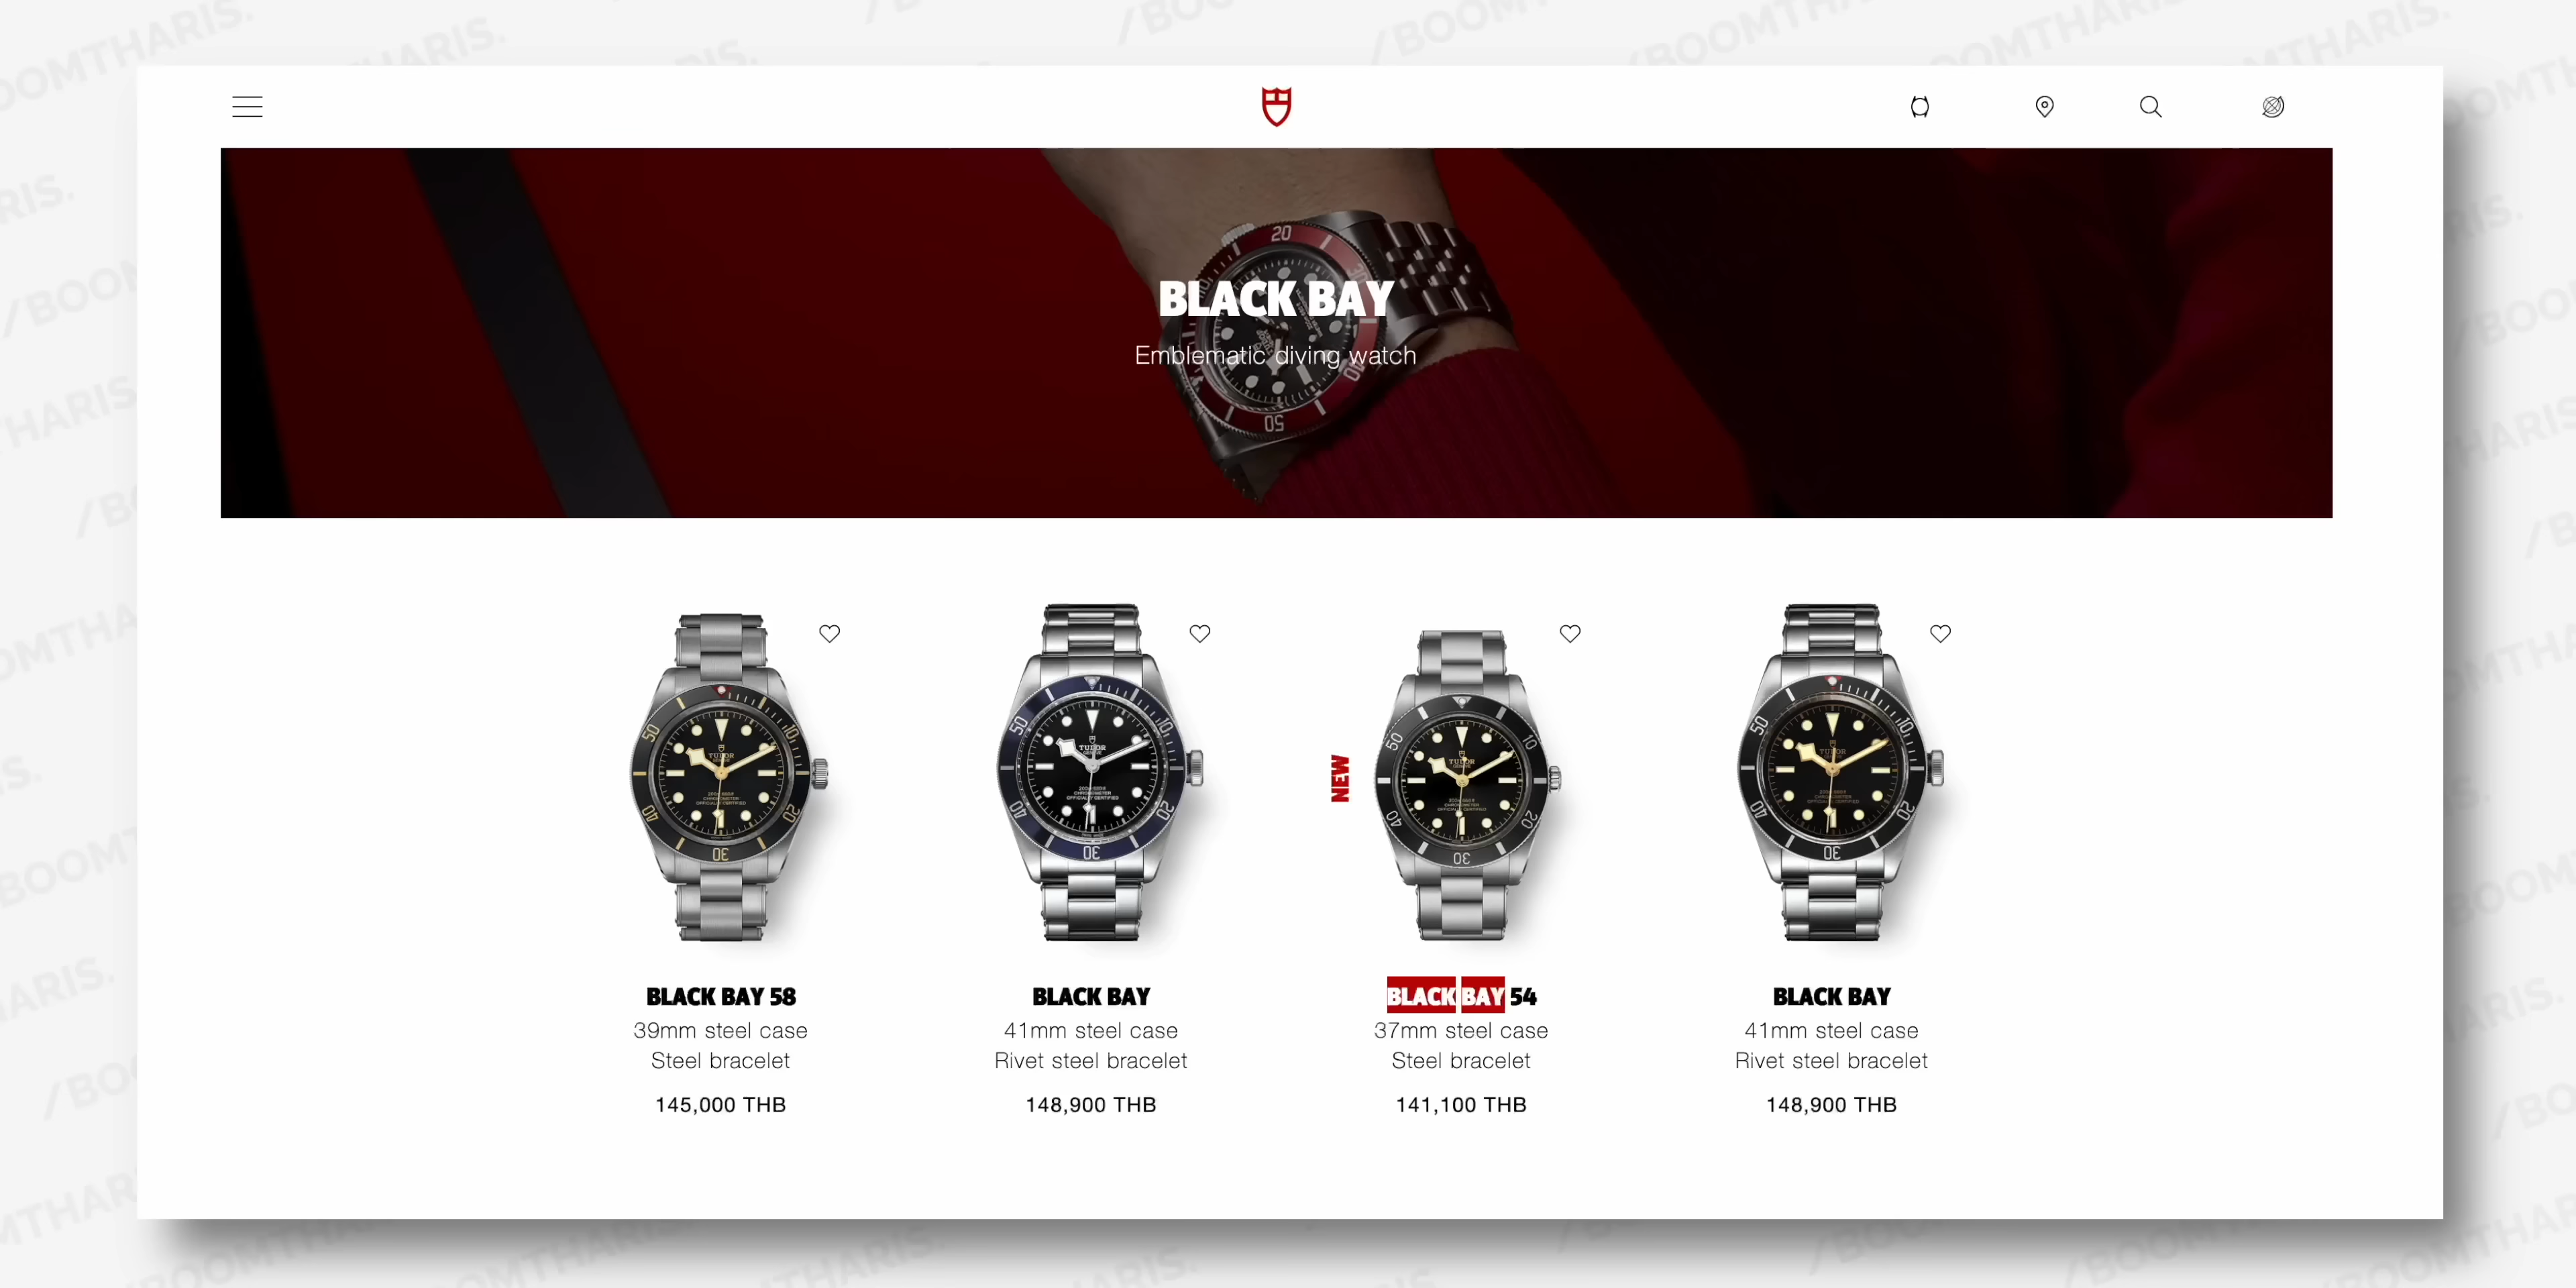 BLACK BAY
Emblematic diving watch
NEW
BLACK BAY 58
39mm steel case
Steel bracelet
145,000 THB
BLACK BAY
41mm steel case
Rivet steel bracelet
148,900 THB
BLACK BAY 54
37mm steel case
Steel bracelet
141,100 THB
BLACK BAY
41mm steel case
Rivet steel bracelet
148,900 THB
/BOOMTHARIS.